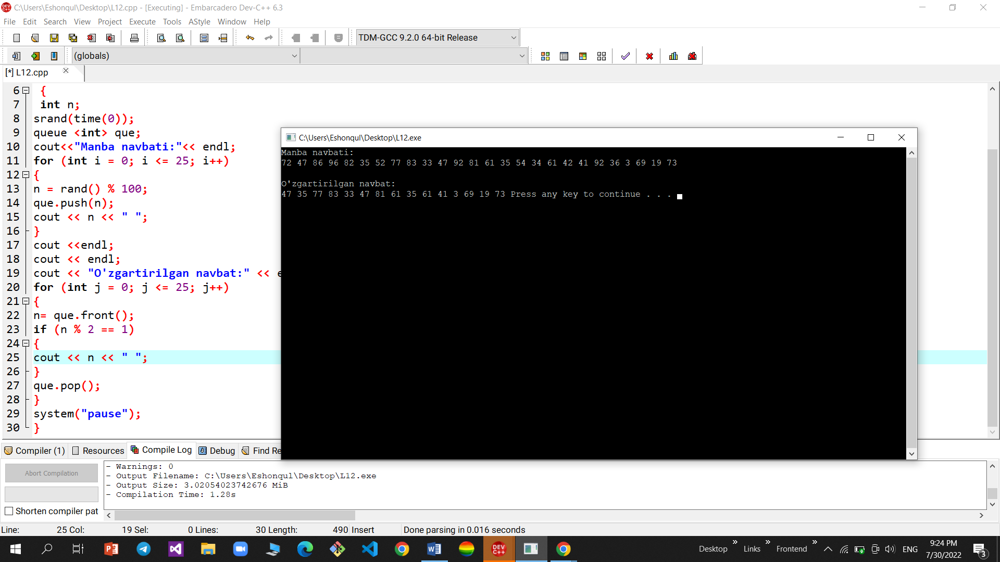 C:\Users\Eshonqul\Desktop\L12.cpp - [Executing] - Embarcadero Dev-C++ 6.3
File Edit Search View Project Execute Tools AStyle Window Help
TDM-GCC 9.2.0 64-bit Release
(globals)
[*] L12.cpp
6 {
7 int n;
8 srand(time(0));
9 queue <int> que;
10 cout<<"Manba navbati:"<< endl;
11 for (int i = 0; i <= 25; i++)
12 {
13 n = rand() % 100;
14 que.push(n);
15 cout << n << " ";
16 }
17 cout <<endl;
18 cout << endl;
19 cout << "O'zgartirilgan navbat:" << e
20 for (int j = 0; j <= 25; j++)
21 {
22 n= que.front();
23 if (n % 2 == 1)
24 {
25 cout << n << " ";
26 }
27 que.pop();
28 }
29 system("pause");
30 }
C:\Users\Eshonqul\Desktop\L12.exe
Manba navbati:
72 47 86 96 82 35 52 77 83 33 47 92 81 61 35 54 34 61 42 41 92 36 3 69 19 73
O'zgartirilgan navbat:
47 35 77 83 33 47 81 61 35 61 41 3 69 19 73 Press any key to continue . . .
Compiler (1) Resources Compile Log Debug Find Re
Abort Compilation
Shorten compiler pat
- Warnings: 0
- Output Filename: C:\Users\Eshonqul\Desktop\L12.exe
- Output Size: 3.02054023742676 MiB
- Compilation Time: 1.28s
Line: 25 Col: 19 Sel: 0 Lines: 30 Length: 490 Insert Done parsing in 0.016 seconds
Desktop » Links » Frontend » ENG
9:24 PM
7/30/2022
3